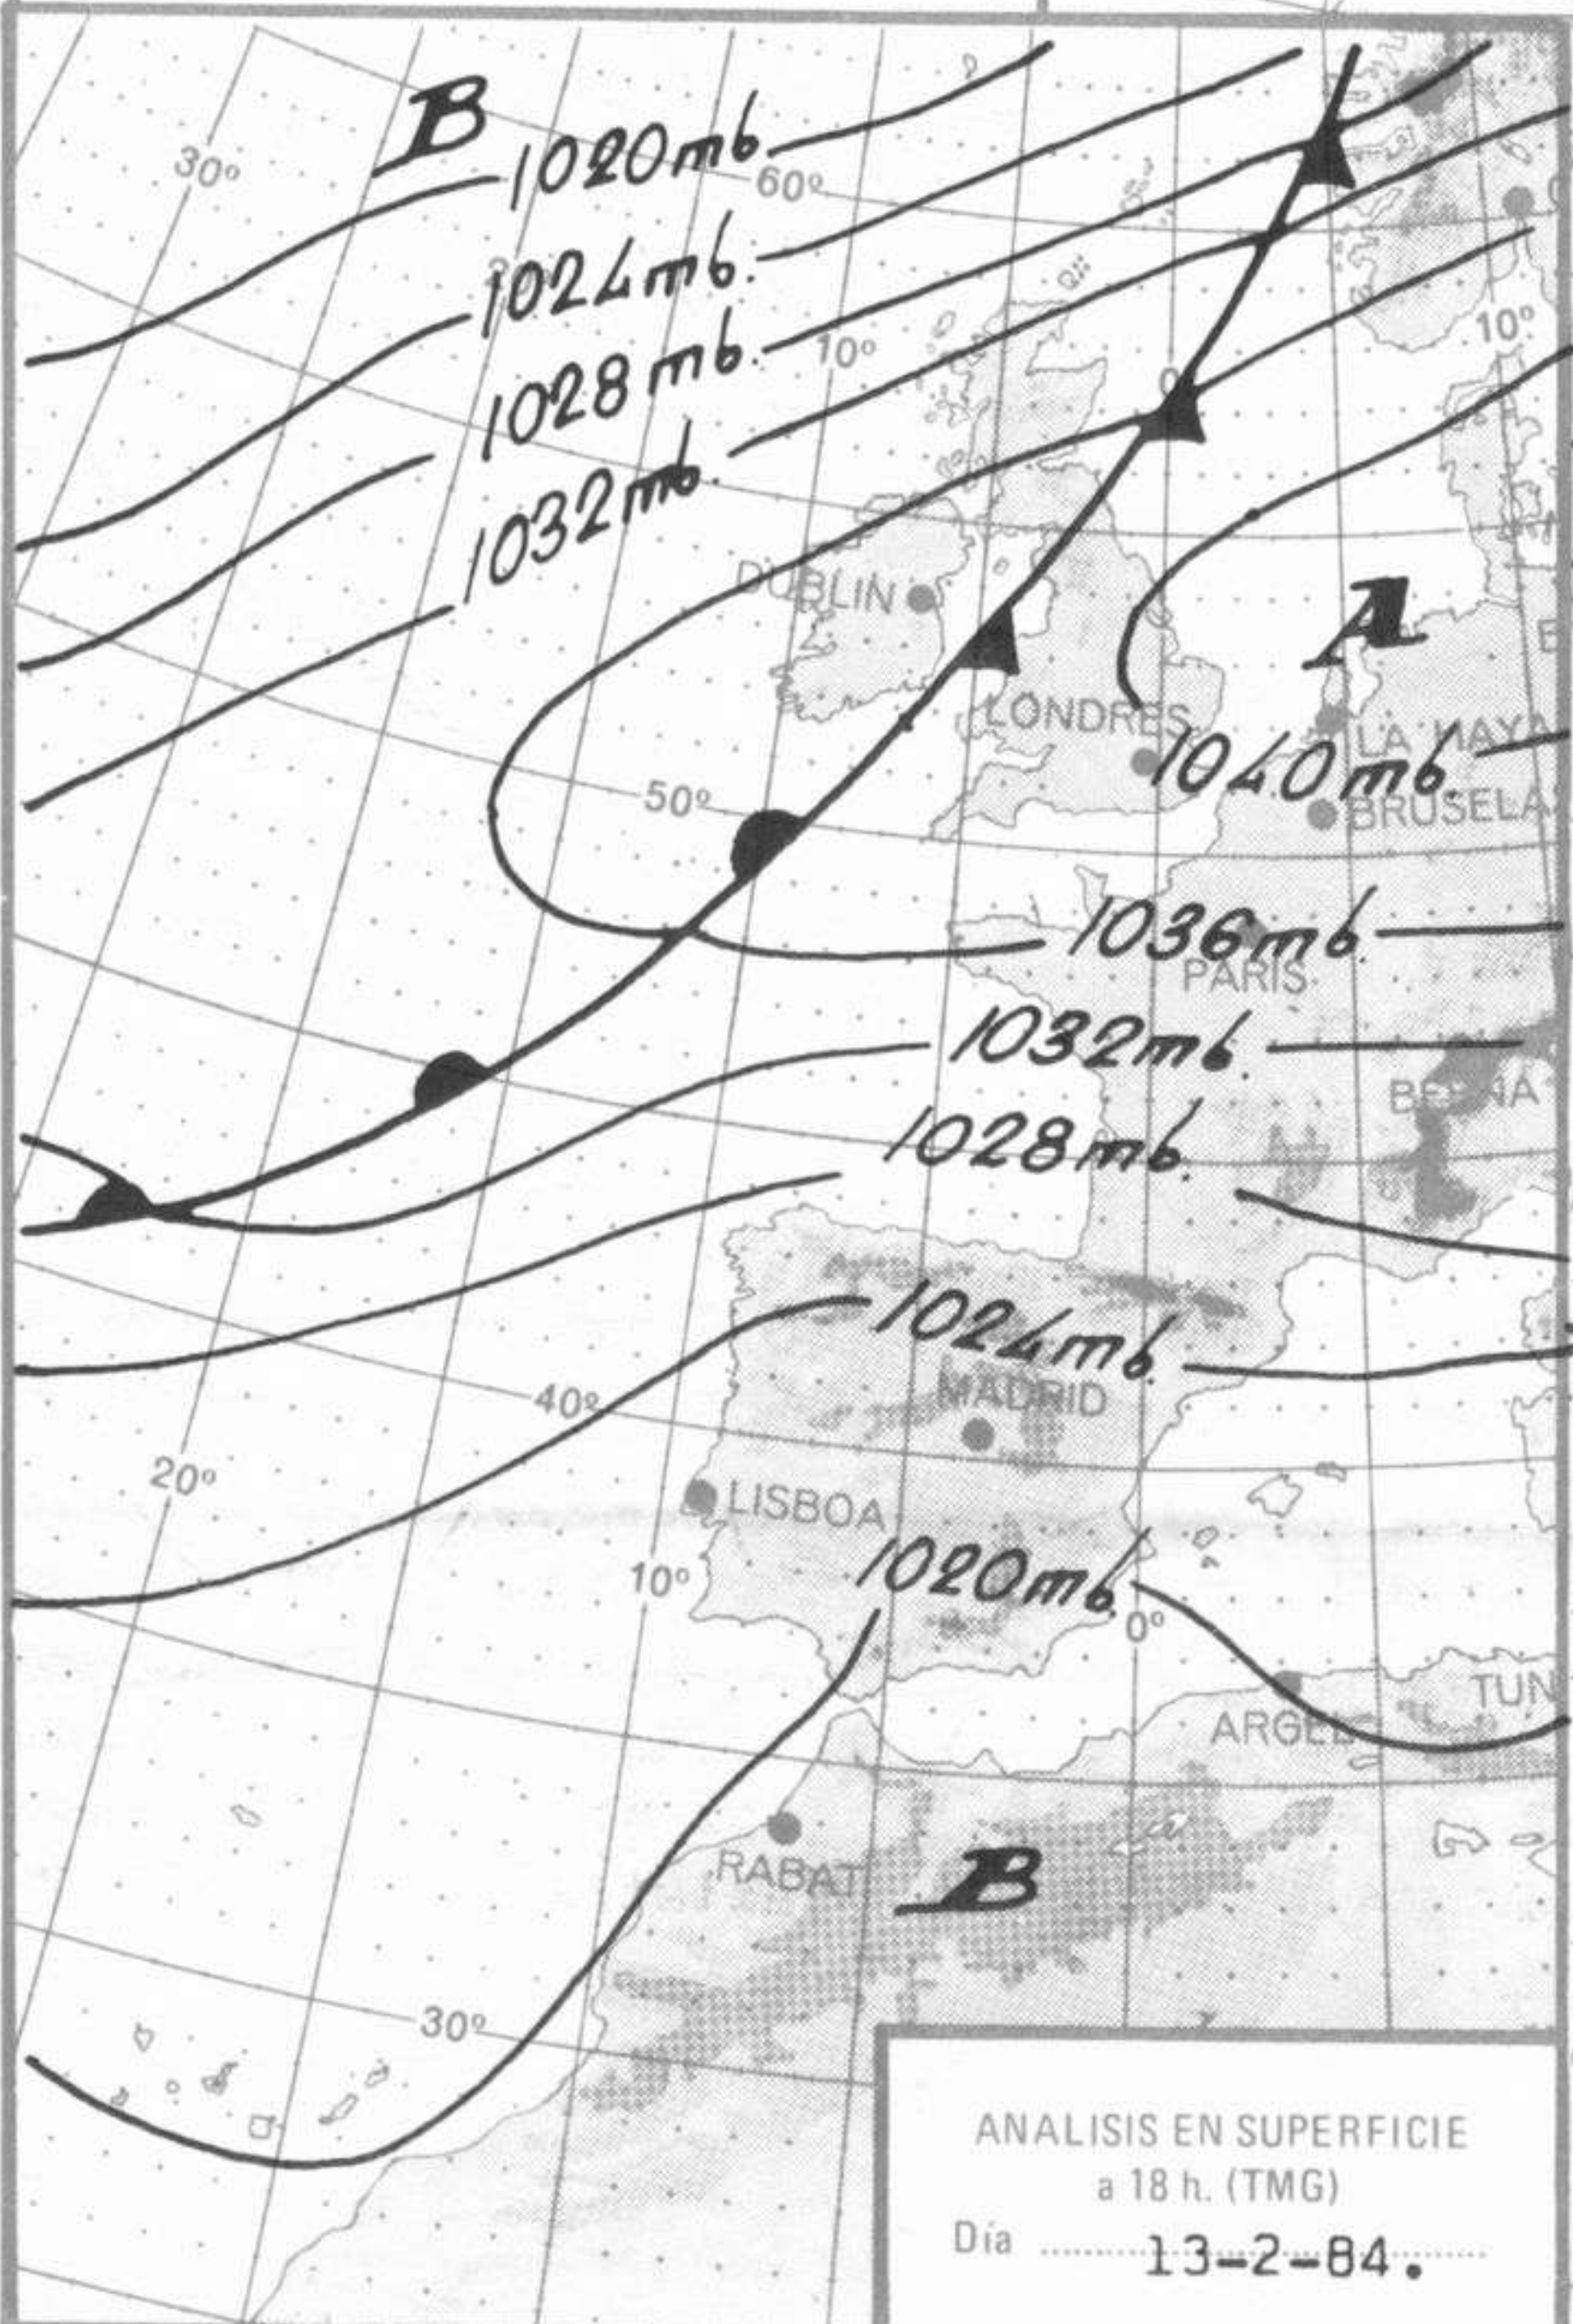 B
1020mb.
30º
60º
1024mb.
1028mb.
10º
10º
0º
1032mb.
DUBLIN
A
LONDRES
LA HAYA
1040mb.
50º
BRUSELAS
1036mb.
PARIS
1032mb.
BERNA
1028mb.
1024mb.
MADRID
40º
20º
LISBOA
1020mb.
10º
0º
TUN
ARGEL
RABAT
B
30º
ANALISIS EN SUPERFICIE
a 18 h. (TMG)
Día 13-2-84.